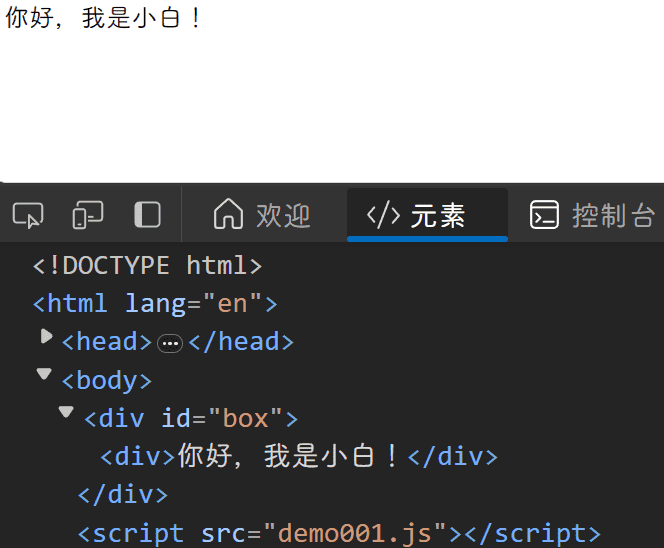 你好，我是小白！
欢迎 </> 元素 控制台
<!DOCTYPE html>
<html lang="en">
<head>…</head>
<body>
<div id="box">
<div>你好，我是小白！</div>
</div>
<script src="demo001.js"></script>